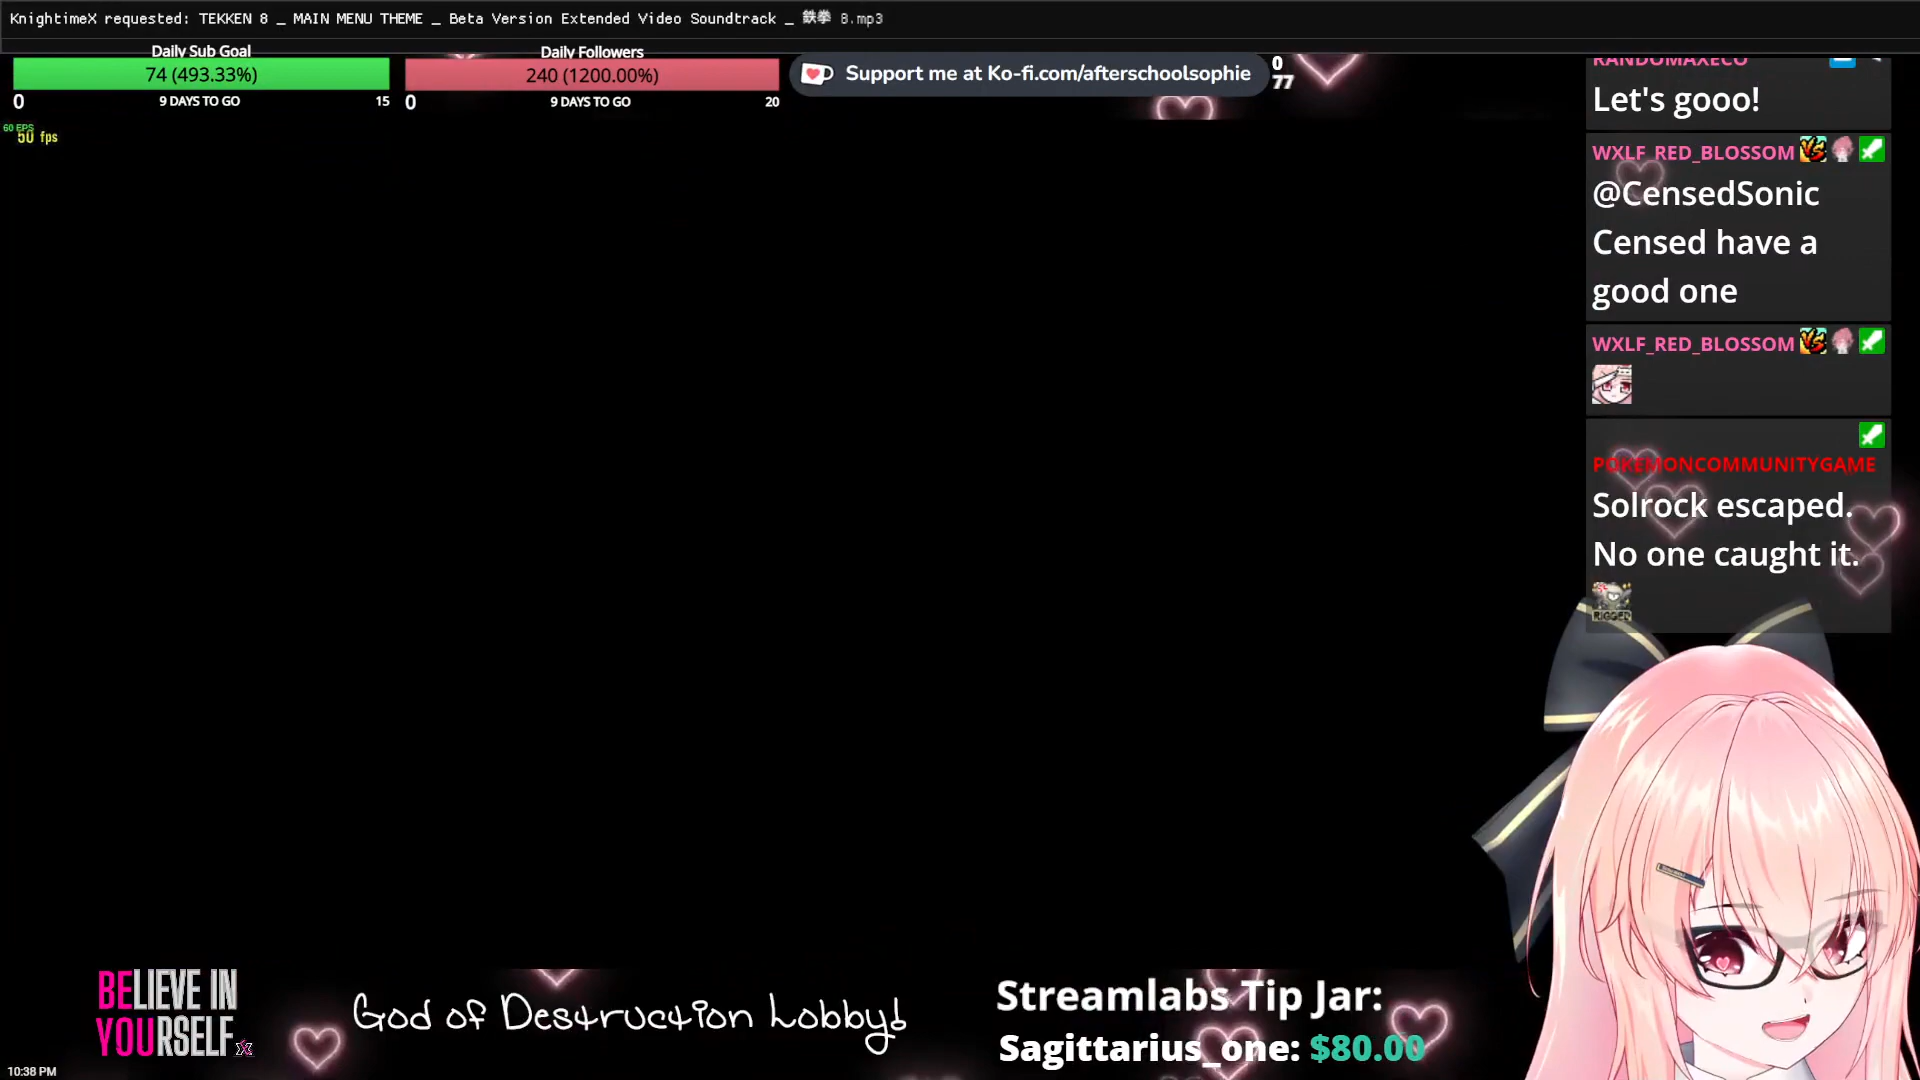 KnightimeX requested: TEKKEN 8 _ MAIN MENU THEME _ Beta Version Extended Video Soundtrack _ 鉄拳 8.mp3
Daily Sub Goal
74 (493.33%)
0
9 DAYS TO GO
15
Daily Followers
240 (1200.00%)
0
9 DAYS TO GO
20
Support me at Ko-fi.com/afterschoolsophie
0
77
60 FPS
50 fps
RANDOMAXECO
Let's gooo!
WXLF_RED_BLOSSOM
@CensedSonic
Censed have a
good one
WXLF_RED_BLOSSOM
POKEMONCOMMUNITYGAME
Solrock escaped.
No one caught it.
RIGGED
BELIEVE IN
YOURSELF
God of Destruction Lobby!
Streamlabs Tip Jar:
Sagittarius_one: $80.00
10:38 PM